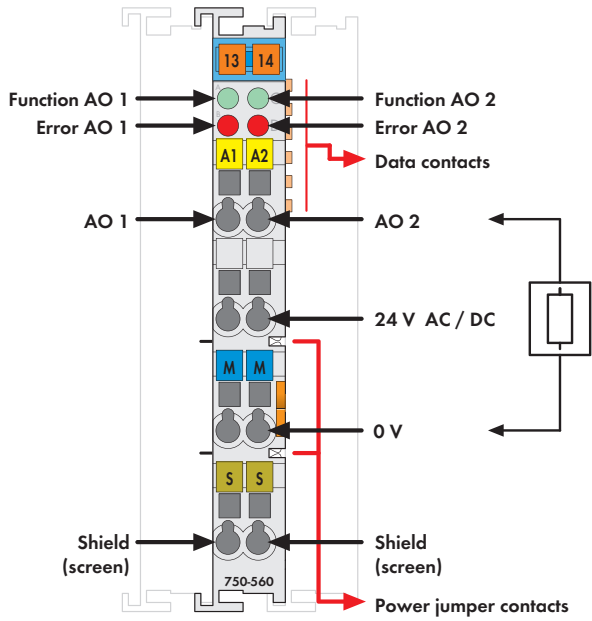 13 14
Function AO 1
Function AO 2
Error AO 1
Error AO 2
A1 A2
Data contacts
AO 1
AO 2
24 V AC / DC
M M
0 V
S S
Shield
(screen)
Shield
(screen)
750-560
Power jumper contacts